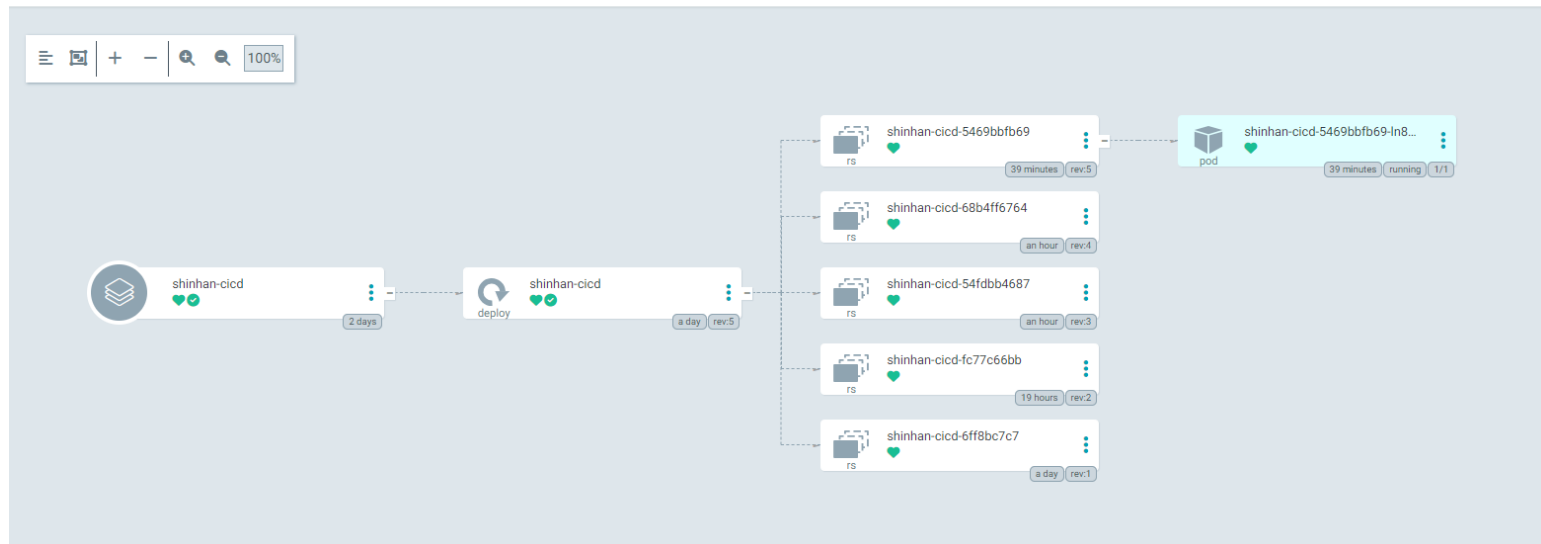 100%
shinhan-cicd
2 days
shinhan-cicd
deploy
a day rev:5
shinhan-cicd-5469bbfb69
rs
39 minutes rev:5
shinhan-cicd-68b4ff6764
rs
an hour rev:4
shinhan-cicd-54fdbb4687
rs
an hour rev:3
shinhan-cicd-fc77c66bb
rs
19 hours rev:2
shinhan-cicd-6ff8bc7c7
rs
a day rev:1
shinhan-cicd-5469bbfb69-ln8...
pod
39 minutes running 1/1